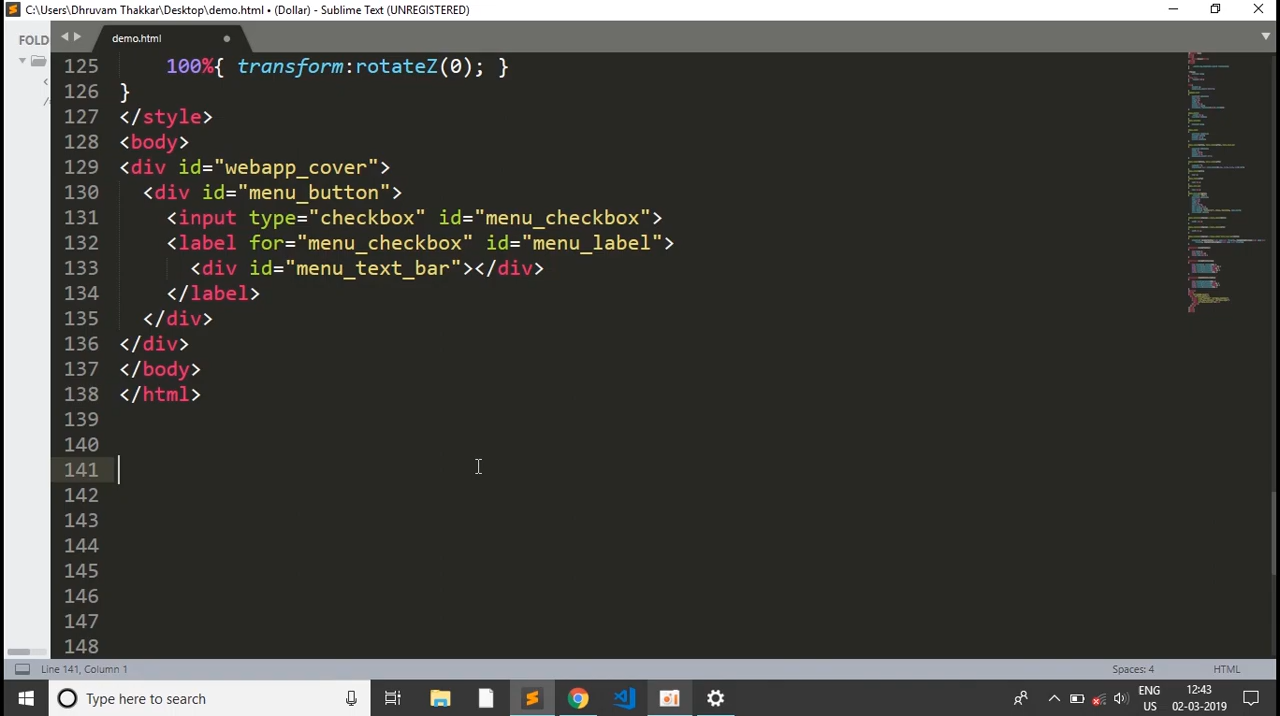 C:\Users\Dhruvam Thakkar\Desktop\demo.html • (Dollar) - Sublime Text (UNREGISTERED)
FOLD
demo.html
125 100%{ transform:rotateZ(0); }
126 }
127 </style>
128 <body>
129 <div id="webapp_cover">
130 <div id="menu_button">
131 <input type="checkbox" id="menu_checkbox">
132 <label for="menu_checkbox" id="menu_label">
133 <div id="menu_text_bar"></div>
134 </label>
135 </div>
136 </div>
137 </body>
138 </html>
139
140
141
142
143
144
145
146
147
148
Line 141, Column 1 Spaces: 4 HTML
Type here to search
ENG 12:43
US 02-03-2019